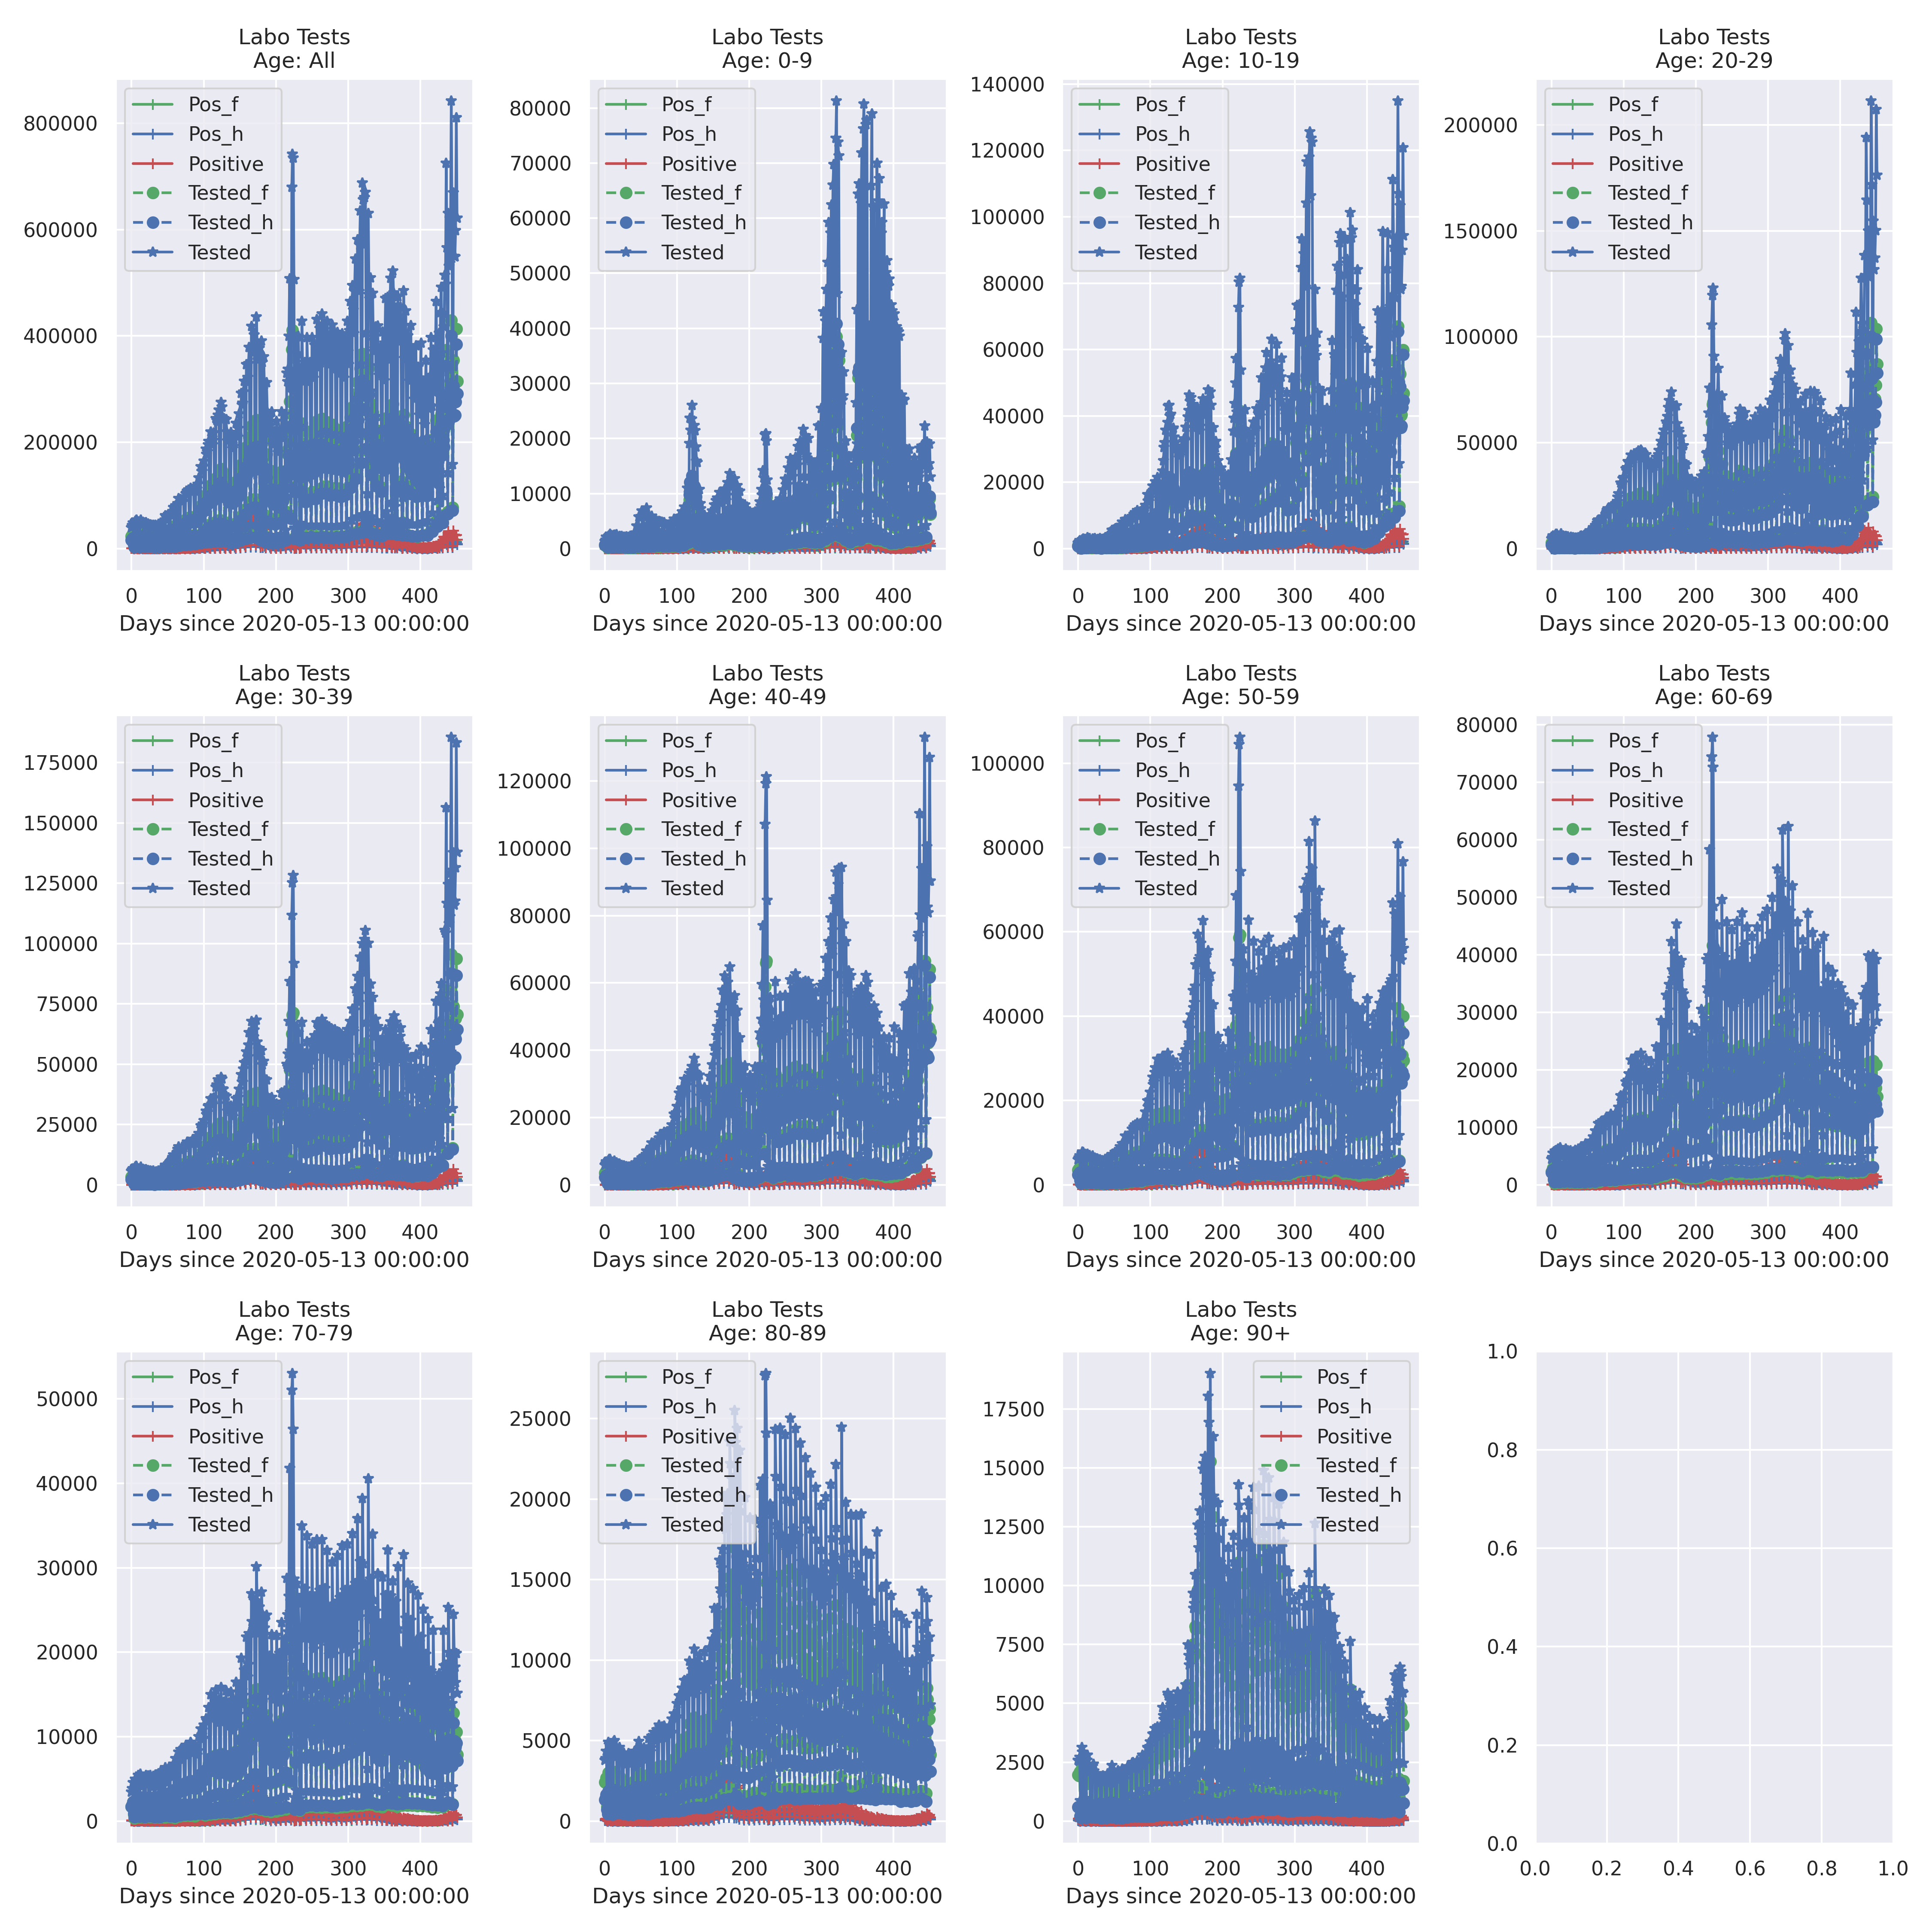 Labo Tests
Age: All
800000
600000
400000
200000
0
Pos_f
Pos_h
Positive
Tested_f
Tested_h
Tested
0 100 200 300 400
Days since 2020-05-13 00:00:00
Labo Tests
Age: 0-9
80000
70000
60000
50000
40000
30000
20000
10000
0
Pos_f
Pos_h
Positive
Tested_f
Tested_h
Tested
0 100 200 300 400
Days since 2020-05-13 00:00:00
Labo Tests
Age: 10-19
140000
120000
100000
80000
60000
40000
20000
0
Pos_f
Pos_h
Positive
Tested_f
Tested_h
Tested
0 100 200 300 400
Days since 2020-05-13 00:00:00
Labo Tests
Age: 20-29
200000
150000
100000
50000
0
Pos_f
Pos_h
Positive
Tested_f
Tested_h
Tested
0 100 200 300 400
Days since 2020-05-13 00:00:00
Labo Tests
Age: 30-39
175000
150000
125000
100000
75000
50000
25000
0
Pos_f
Pos_h
Positive
Tested_f
Tested_h
Tested
0 100 200 300 400
Days since 2020-05-13 00:00:00
Labo Tests
Age: 40-49
120000
100000
80000
60000
40000
20000
0
Pos_f
Pos_h
Positive
Tested_f
Tested_h
Tested
0 100 200 300 400
Days since 2020-05-13 00:00:00
Labo Tests
Age: 50-59
100000
80000
60000
40000
20000
0
Pos_f
Pos_h
Positive
Tested_f
Tested_h
Tested
0 100 200 300 400
Days since 2020-05-13 00:00:00
Labo Tests
Age: 60-69
80000
70000
60000
50000
40000
30000
20000
10000
0
Pos_f
Pos_h
Positive
Tested_f
Tested_h
Tested
0 100 200 300 400
Days since 2020-05-13 00:00:00
Labo Tests
Age: 70-79
50000
40000
30000
20000
10000
0
Pos_f
Pos_h
Positive
Tested_f
Tested_h
Tested
0 100 200 300 400
Days since 2020-05-13 00:00:00
Labo Tests
Age: 80-89
25000
20000
15000
10000
5000
0
Pos_f
Pos_h
Positive
Tested_f
Tested_h
Tested
0 100 200 300 400
Days since 2020-05-13 00:00:00
Labo Tests
Age: 90+
17500
15000
12500
10000
7500
5000
2500
0
Pos_f
Pos_h
Positive
Tested_f
Tested_h
Tested
0 100 200 300 400
Days since 2020-05-13 00:00:00
1.0
0.8
0.6
0.4
0.2
0.0
0.0 0.2 0.4 0.6 0.8 1.0